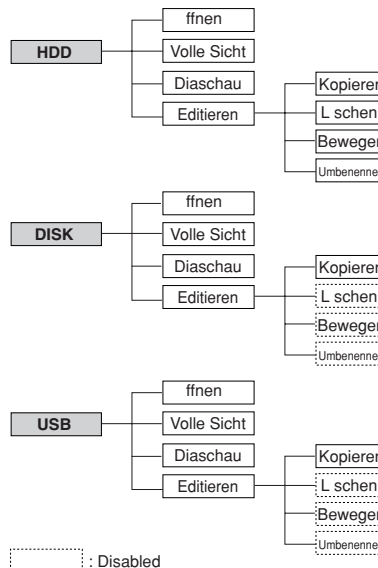 ffnen
HDD
Volle Sicht
Diaschau
Kopieren
Editieren
L schen
Bewegen
Umbenenne
ffnen
DISK
Volle Sicht
Diaschau
Kopieren
Editieren
L schen
Bewegen
Umbenenne
ffnen
USB
Volle Sicht
Diaschau
Kopieren
Editieren
L schen
Bewegen
Umbenenne
: Disabled